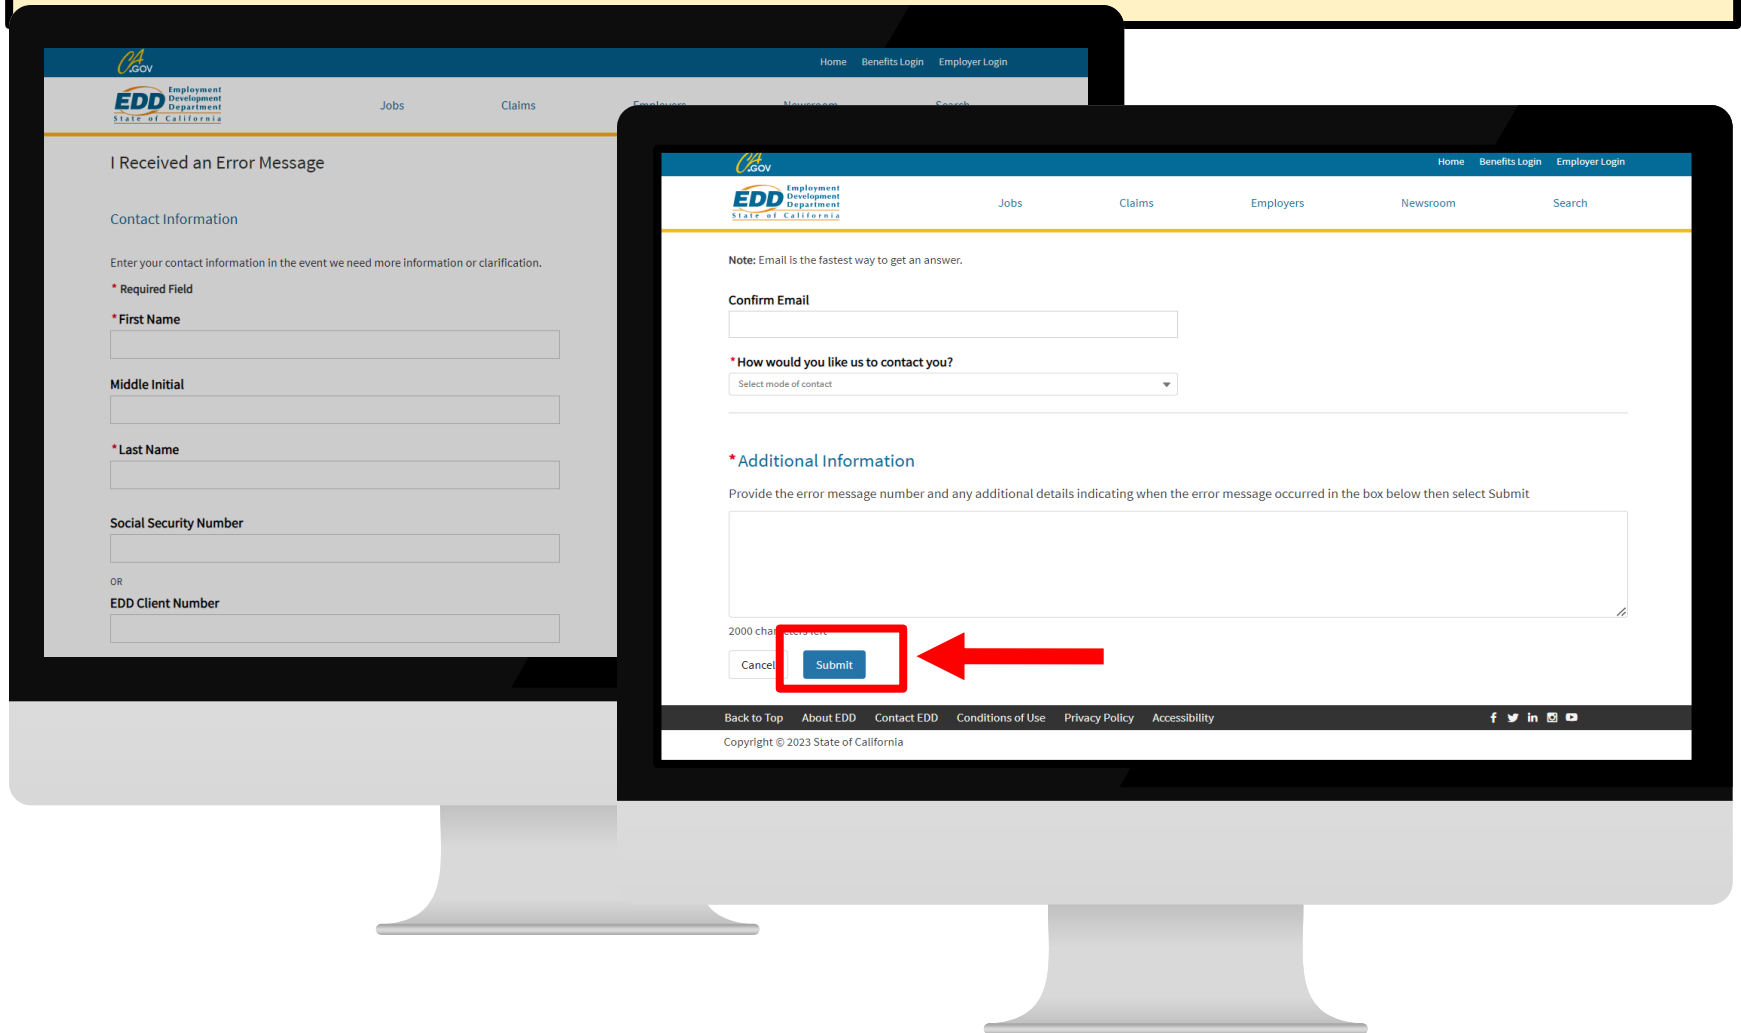 CA.GOV
Home Benefits Login Employer Login
EDD Employment
Development
Department
State of California
Jobs Claims Employers Newsroom Search
I Received an Error Message
Contact Information
Enter your contact information in the event we need more information or clarification.
* Required Field
* First Name
Middle Initial
* Last Name
Social Security Number
OR
EDD Client Number
CA.GOV
Home Benefits Login Employer Login
EDD Employment
Development
Department
State of California
Jobs Claims Employers Newsroom Search
Note: Email is the fastest way to get an answer.
Confirm Email
* How would you like us to contact you?
Select mode of contact
* Additional Information
Provide the error message number and any additional details indicating when the error message occurred in the box below then select Submit
2000 characters left
Cancel Submit
Back to Top About EDD Contact EDD Conditions of Use Privacy Policy Accessibility
Copyright © 2023 State of California